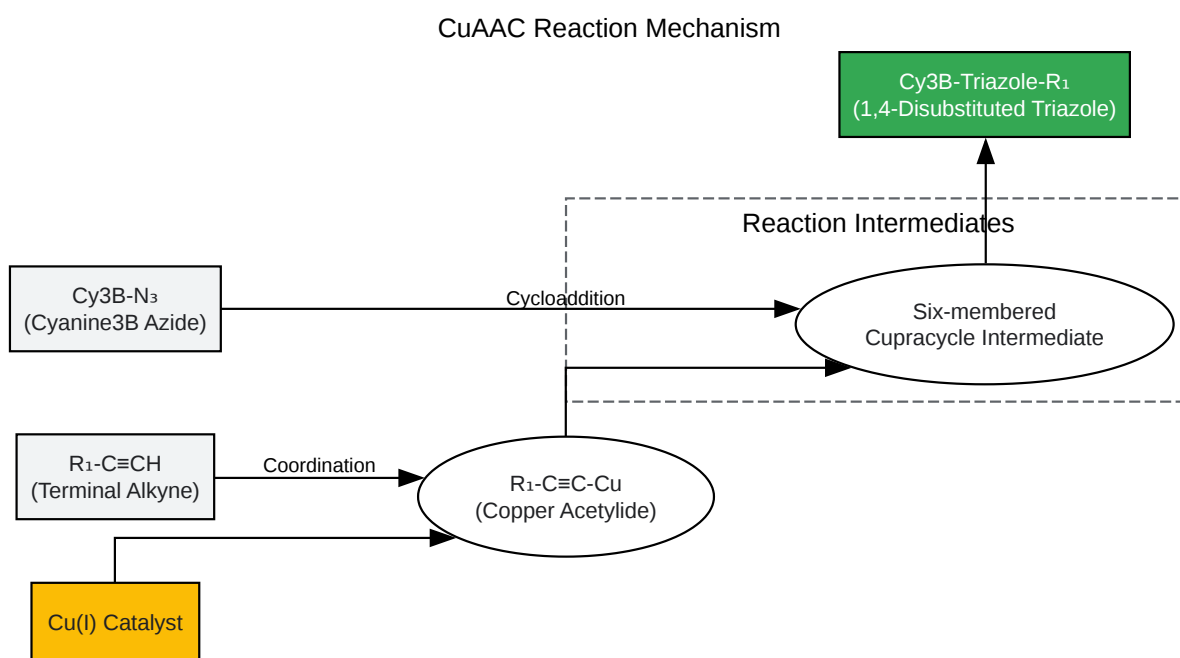 CuAAC Reaction Mechanism
Cy3B-Triazole-R₁
(1,4-Disubstituted Triazole)
Reaction Intermediates
Cy3B-N₃
(Cyanine3B Azide)
Cycloaddition
Six-membered
Cupracycle Intermediate
R₁-C≡CH
(Terminal Alkyne)
Coordination
R₁-C≡C-Cu
(Copper Acetylide)
Cu(I) Catalyst